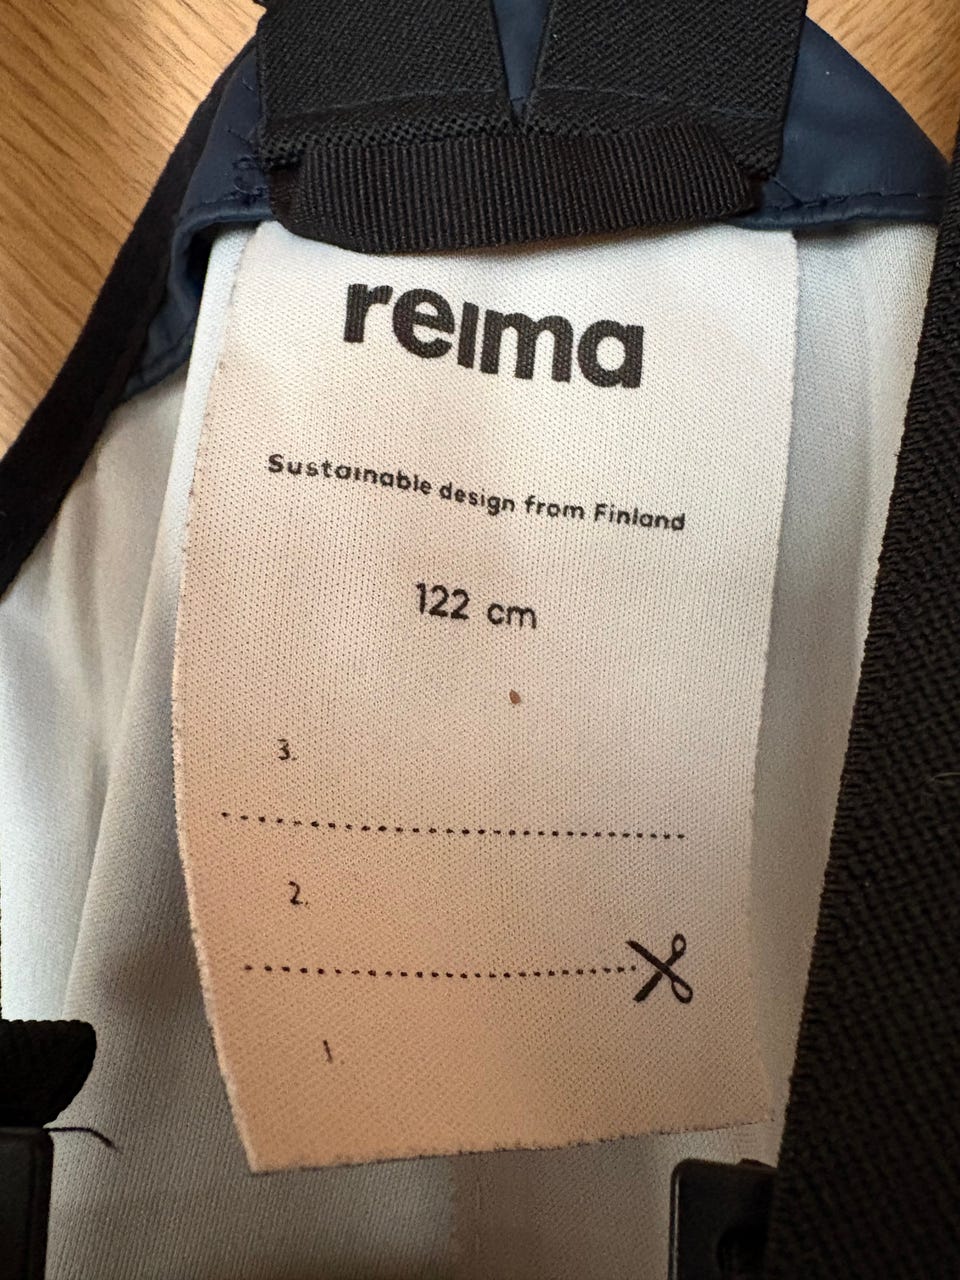 reima
Sustainable design from Finland
122 cm
3.
2.
1.